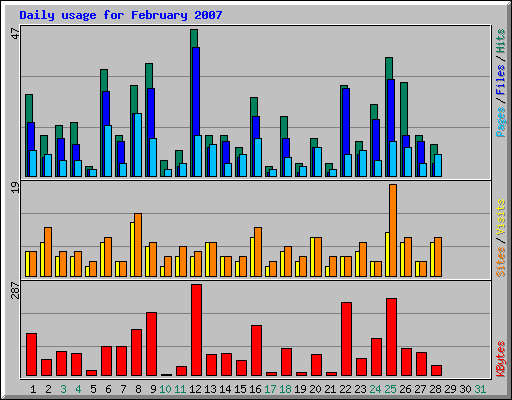 Daily usage for February 2007
47
Pages / Files / Hits
19
Sites / Visits
287
KBytes
1 2 3 4 5 6 7 8 9 10 11 12 13 14 15 16 17 18 19 20 21 22 23 24 25 26 27 28 29 30 31